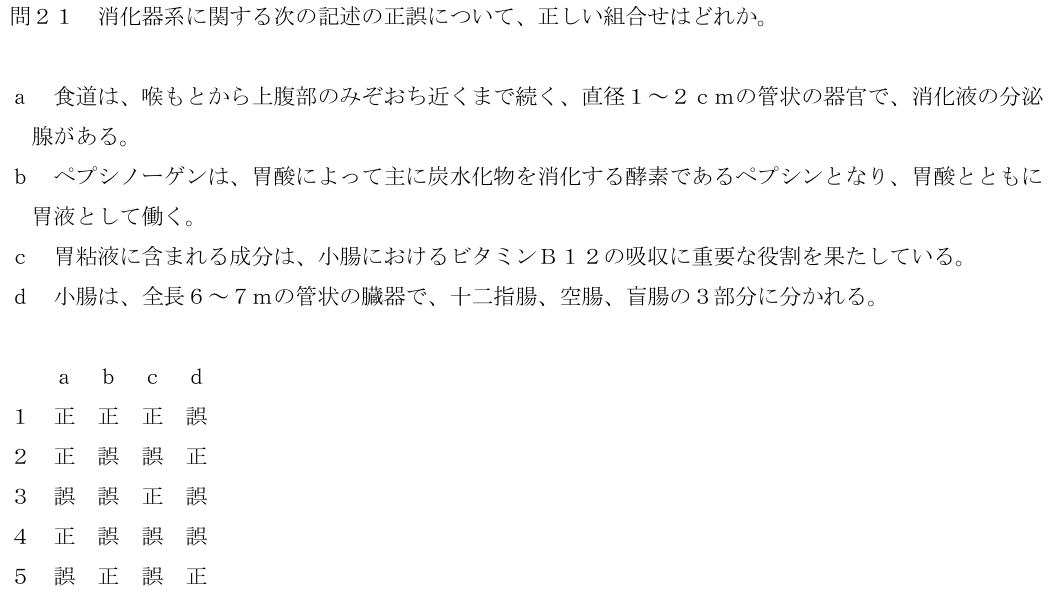 問２１　消化器系に関する次の記述の正誤について、正しい組合せはどれか。
ａ　食道は、喉もとから上腹部のみぞおち近くまで続く、直径１～２ｃｍの管状の器官で、消化液の分泌
腺がある。
ｂ　ペプシノーゲンは、胃酸によって主に炭水化物を消化する酵素であるペプシンとなり、胃酸とともに
胃液として働く。
ｃ　胃粘液に含まれる成分は、小腸におけるビタミンＢ１２の吸収に重要な役割を果たしている。
ｄ　小腸は、全長６～７ｍの管状の臓器で、十二指腸、空腸、盲腸の３部分に分かれる。
ａ　ｂ　ｃ　ｄ
１　正　正　正　誤
２　正　誤　誤　正
３　誤　誤　正　誤
４　正　誤　誤　誤
５　誤　正　誤　正